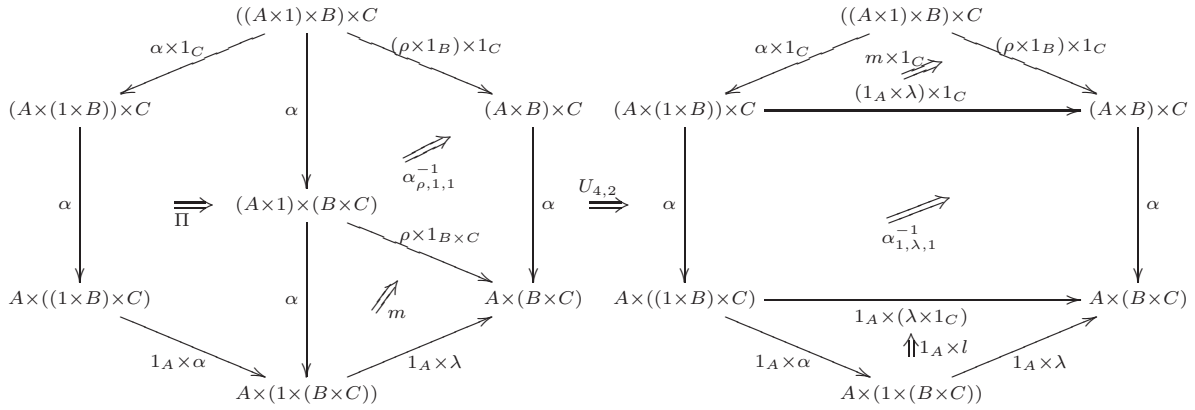 ((A×1)×B)×C ((A×1)×B)×C
α×1_C (ρ×1_B)×1_C α×1_C m×1_C (ρ×1_B)×1_C
(A×(1×B))×C (A×B)×C (A×(1×B))×C (1_A×λ)×1_C (A×B)×C
α
α^{-1}_{ρ,1,1}
α Π (A×1)×(B×C) α U_{4,2} α α^{-1}_{1,λ,1} α
ρ×1_{B×C}
α
A×((1×B)×C) m A×(B×C) A×((1×B)×C) A×(B×C)
1_A×(λ×1_C)
1_A×α 1_A×λ 1_A×α 1_A×l 1_A×λ
A×(1×(B×C)) A×(1×(B×C))